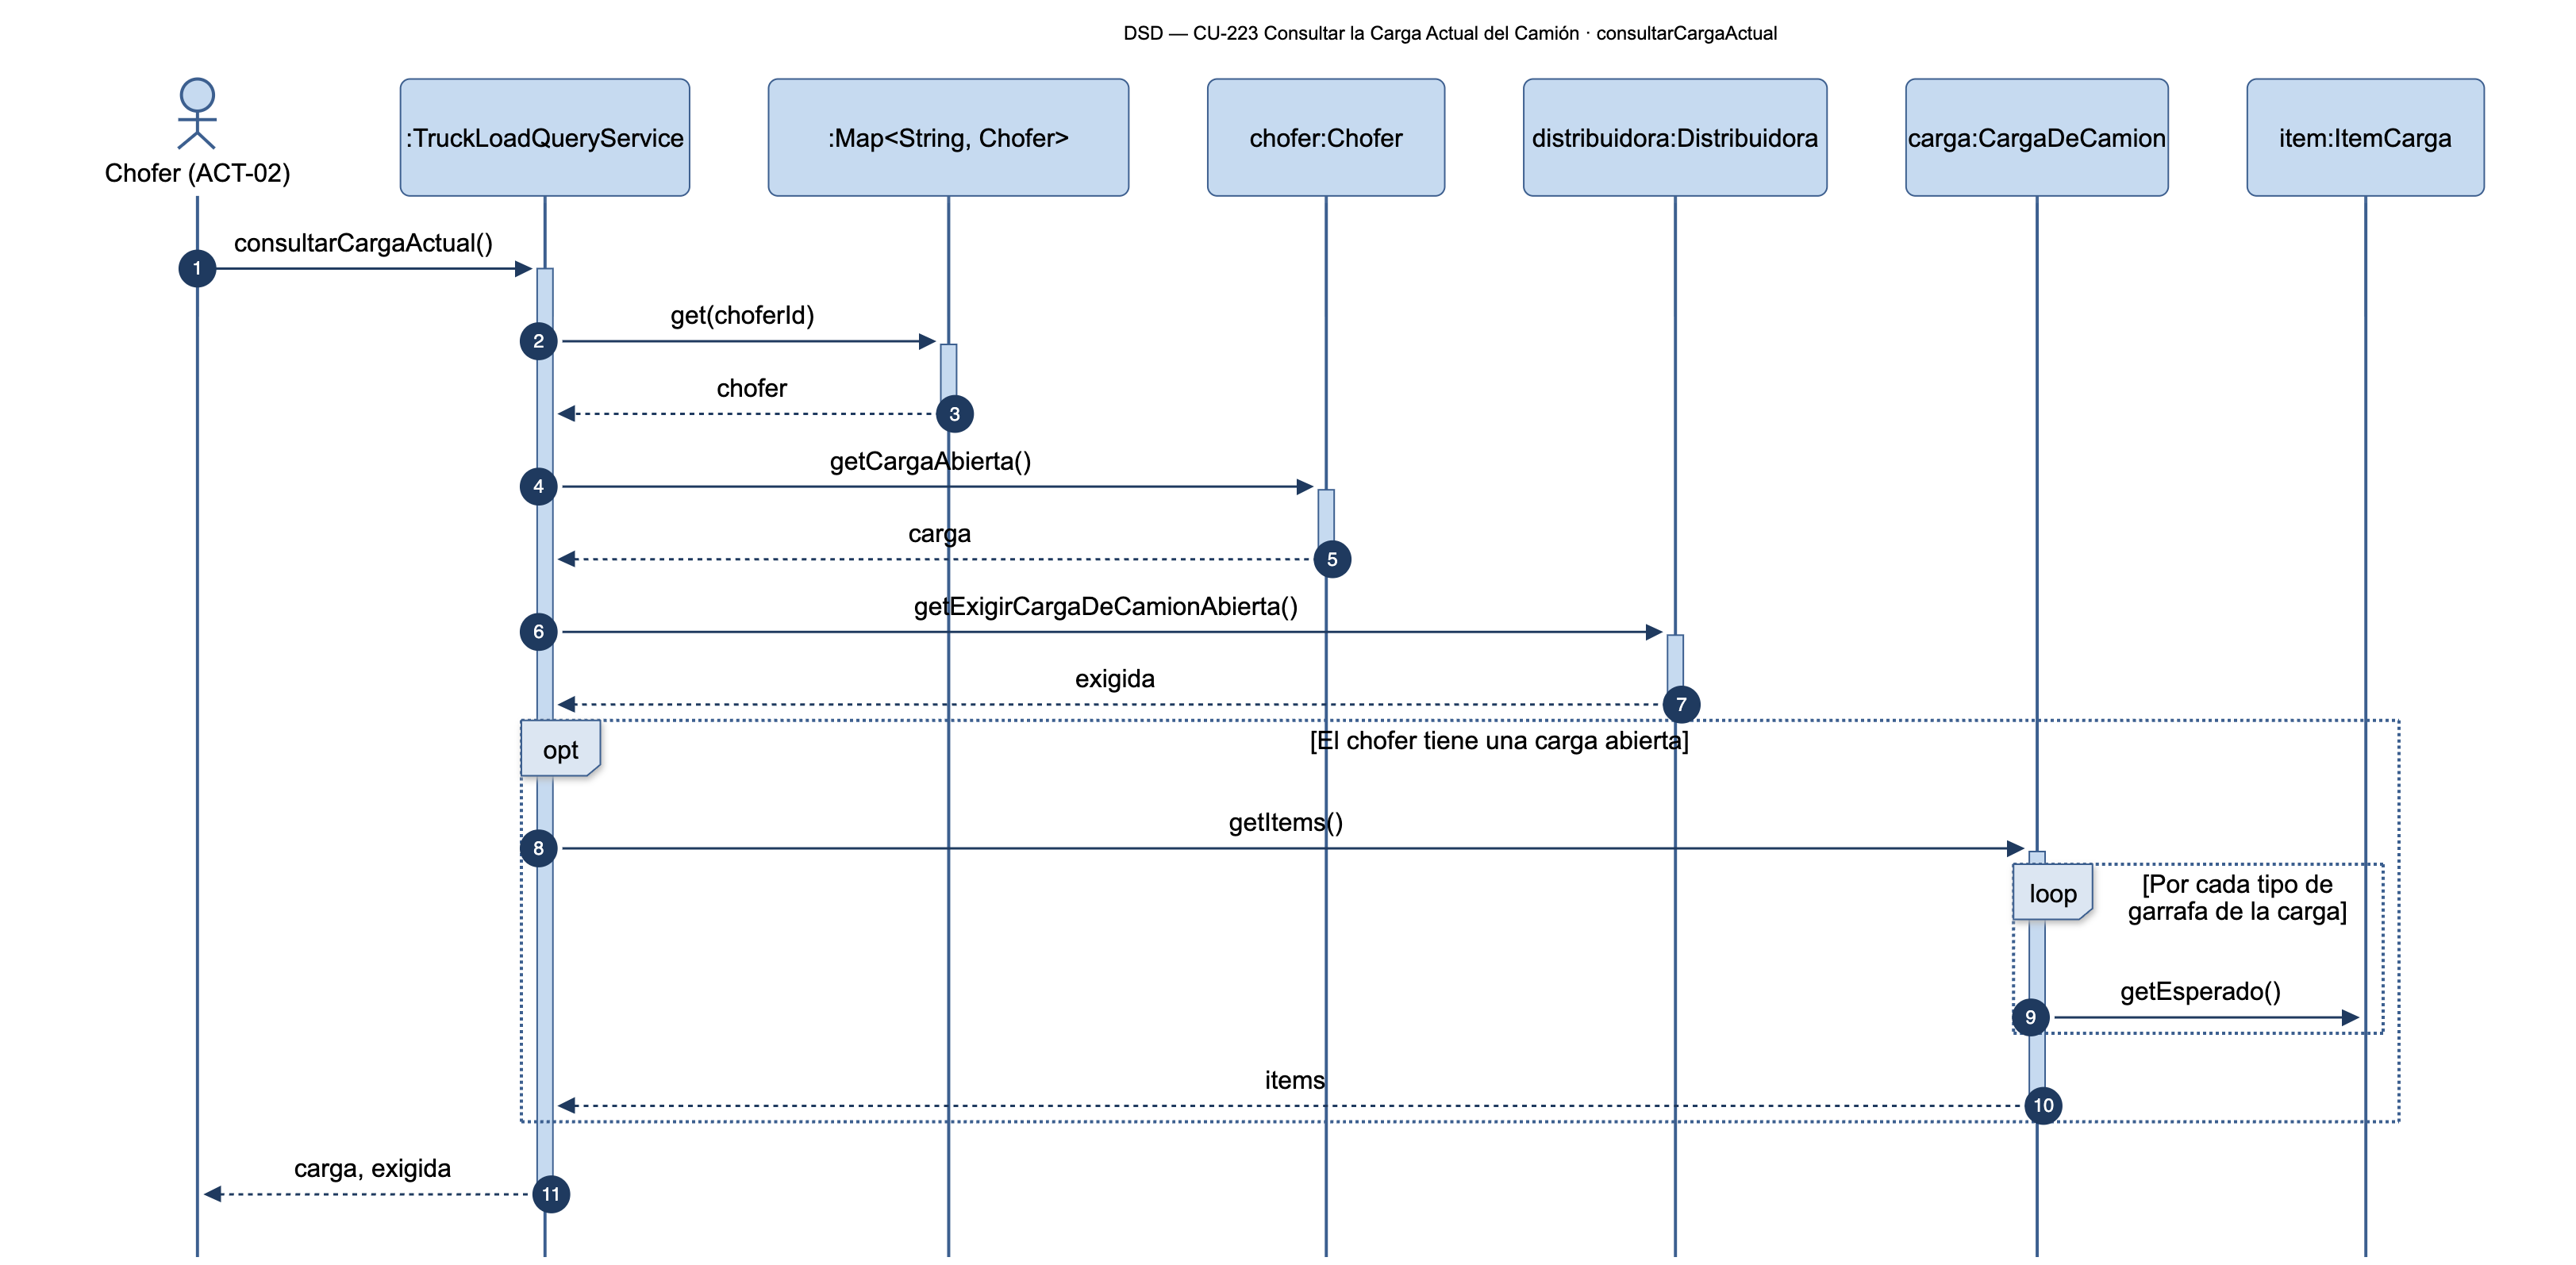 DSD — CU-223 Consultar la Carga Actual del Camión · consultarCargaActual
Chofer (ACT-02)
:TruckLoadQueryService
:Map<String, Chofer>
chofer:Chofer
distribuidora:Distribuidora
carga:CargaDeCamion
item:ItemCarga
consultarCargaActual()
1
get(choferId)
2
chofer
3
getCargaAbierta()
4
carga
5
getExigirCargaDeCamionAbierta()
6
exigida
7
opt
[El chofer tiene una carga abierta]
getItems()
8
loop
[Por cada tipo de
garrafa de la carga]
getEsperado()
9
items
10
carga, exigida
11